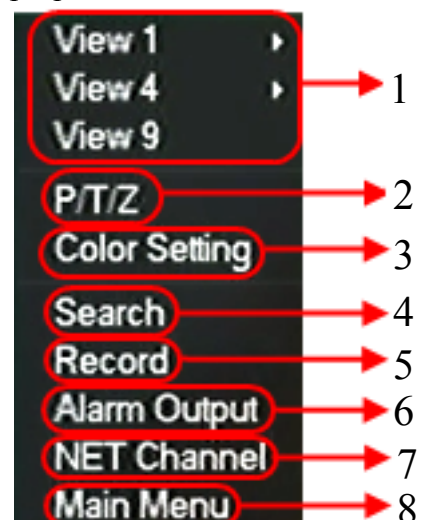 View 1
View 4
View 9
1
P/T/Z
2
Color Setting
3
Search
4
Record
5
Alarm Output
6
NET Channel
7
Main Menu
8